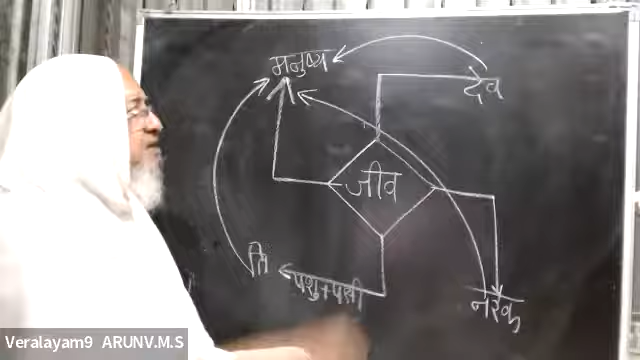 मनुष्य
देव
जीव
ति
पशु+पक्षी
नरक
Veralayam9 ARUNV.M.S